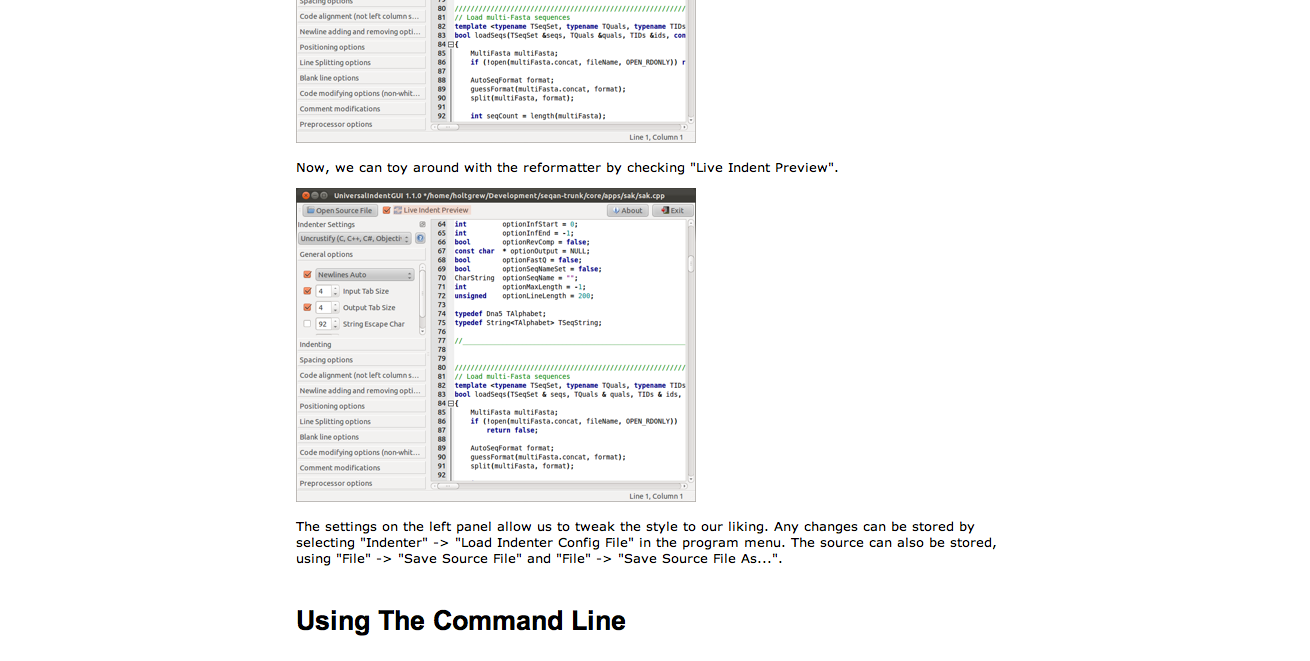 Spacing options
Code alignment (not left column s...
Newline adding and removing opti...
Positioning options
Line Splitting options
Blank line options
Code modifying options (non-whit...
Comment modifications
Preprocessor options
80 //////////////////////////////////////////////////////////
81 // Load multi-Fasta sequences
82 template <typename TSeqSet, typename TQuals, typename TIDs
83 bool loadSeqs(TSeqSet &seqs, TQuals &quals, TIDs &ids, con
84 {
85 MultiFasta multiFasta;
86 if (!open(multiFasta.concat, fileName, OPEN_RDONLY)) r
87
88 AutoSeqFormat format;
89 guessFormat(multiFasta.concat, format);
90 split(multiFasta, format);
91
92 int seqCount = length(multiFasta);
Line 1, Column 1
Now, we can toy around with the reformatter by checking "Live Indent Preview".
UniversalIndentGUI 1.1.0 */home/holtgrew/Development/seqan-trunk/core/apps/sak/sak.cpp
Open Source File Live Indent Preview About Exit
Indenter Settings
Uncrustify (C, C++, C#, Objecti
General options
Newlines Auto
4 Input Tab Size
4 Output Tab Size
92 String Escape Char
Indenting
Spacing options
Code alignment (not left column s...
Newline adding and removing opti...
Positioning options
Line Splitting options
Blank line options
Code modifying options (non-whit...
Comment modifications
Preprocessor options
64 int optionInfStart = 0;
65 int optionInfEnd = -1;
66 bool optionRevComp = false;
67 const char * optionOutput = NULL;
68 bool optionFastQ = false;
69 bool optionSeqNameSet = false;
70 CharString optionSeqName = "";
71 int optionMaxLength = -1;
72 unsigned optionLineLength = 200;
73
74 typedef Dna5 TAlphabet;
75 typedef String<TAlphabet> TSeqString;
76
77 //____________________________________________________
78
79
80 //////////////////////////////////////////////////////////
81 // Load multi-Fasta sequences
82 template <typename TSeqSet, typename TQuals, typename TIDs
83 bool loadSeqs(TSeqSet & seqs, TQuals & quals, TIDs & ids,
84 {
85 MultiFasta multiFasta;
86 if (!open(multiFasta.concat, fileName, OPEN_RDONLY))
87 return false;
88
89 AutoSeqFormat format;
90 guessFormat(multiFasta.concat, format);
91 split(multiFasta, format);
92
Line 1, Column 1
The settings on the left panel allow us to tweak the style to our liking. Any changes can be stored by
selecting "Indenter" -> "Load Indenter Config File" in the program menu. The source can also be stored,
using "File" -> "Save Source File" and "File" -> "Save Source File As...".
Using The Command Line